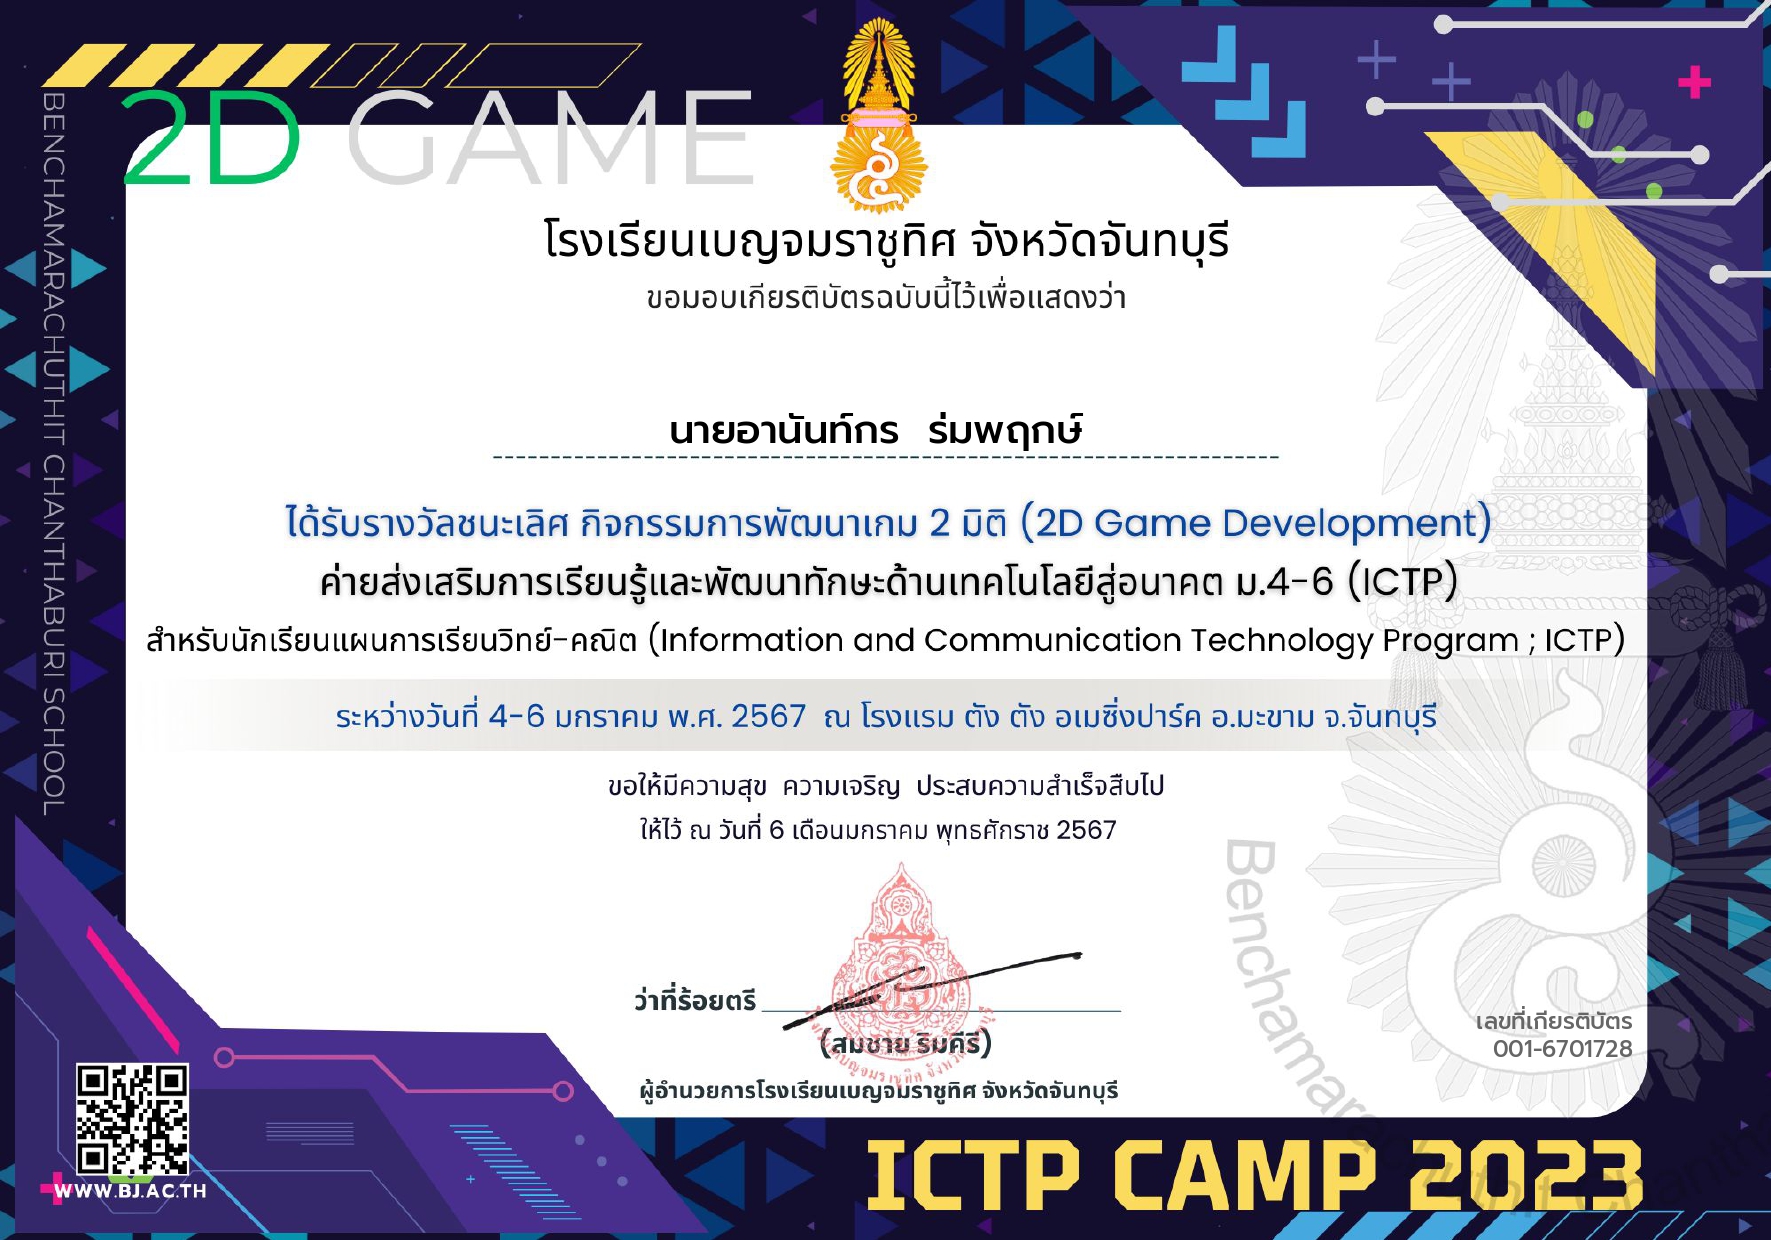 2D GAME
BENCHAMARACHUTHIT CHANTHABURI SCHOOL
โรงเรียนเบญจมราชูทิศ จังหวัดจันทบุรี
ขอมอบเกียรติบัตรฉบับนี้ไว้เพื่อแสดงว่า
นายอานันท์กร ร่มพฤกษ์
ได้รับรางวัลชนะเลิศ กิจกรรมการพัฒนาเกม 2 มิติ (2D Game Development)
ค่ายส่งเสริมการเรียนรู้และพัฒนาทักษะด้านเทคโนโลยีสู่อนาคต ม.4-6 (ICTP)
สำหรับนักเรียนแผนการเรียนวิทย์-คณิต (Information and Communication Technology Program ; ICTP)
ระหว่างวันที่ 4-6 มกราคม พ.ศ. 2567 ณ โรงแรม ตัง ตัง อเมซิ่งปาร์ค อ.มะขาม จ.จันทบุรี
ขอให้มีความสุข ความเจริญ ประสบความสำเร็จสืบไป
ให้ไว้ ณ วันที่ 6 เดือนมกราคม พุทธศักราช 2567
ว่าที่ร้อยตรี
(สมชาย ริมคีรี)
ผู้อำนวยการโรงเรียนเบญจมราชูทิศ จังหวัดจันทบุรี
เลขที่เกียรติบัตร
001-6701728
WWW.BJ.AC.TH
ICTP CAMP 2023